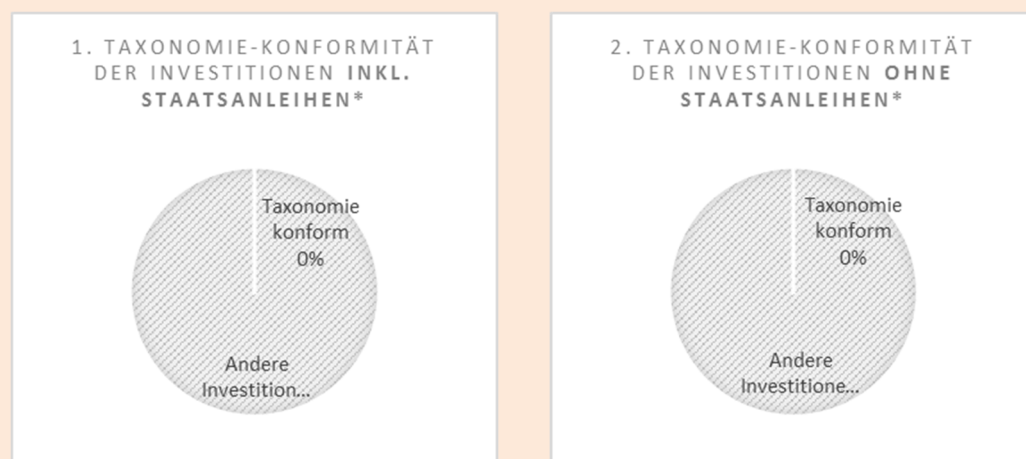 1. TAXONOMIE-KONFORMITÄT
DER INVESTITIONEN INKL.
STAATSANLEIHEN*
Taxonomie
konform
0%
Andere
Investition...
2. TAXONOMIE-KONFORMITÄT
DER INVESTITIONEN OHNE
STAATSANLEIHEN*
Taxonomie
konform
0%
Andere
Investitione...